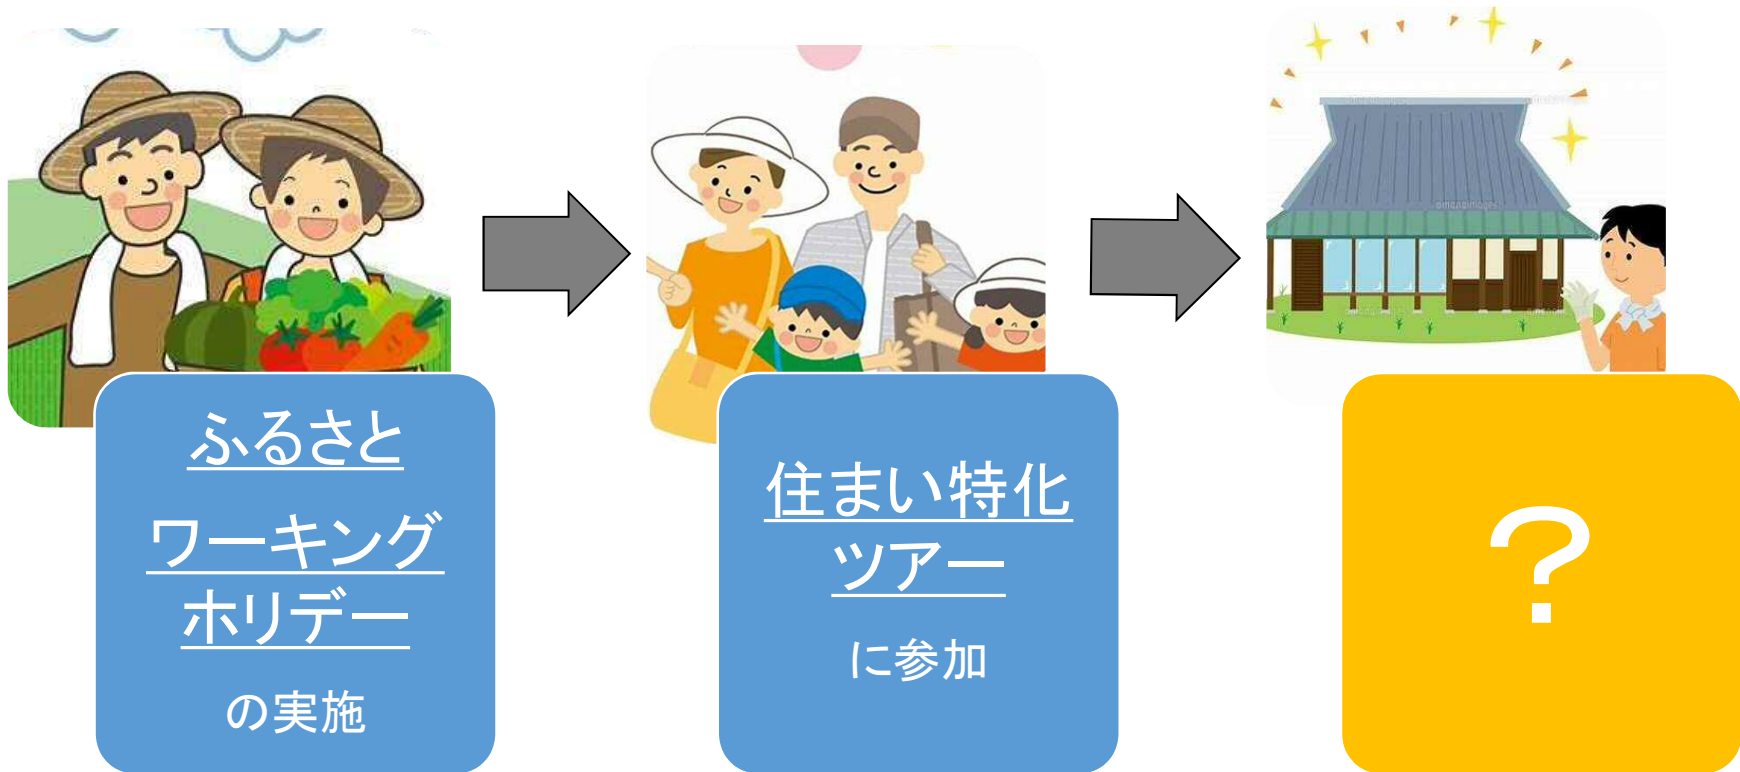 ふるさと
ワーキング
ホリデー
の実施
住まい特化
ツアー
に参加
?